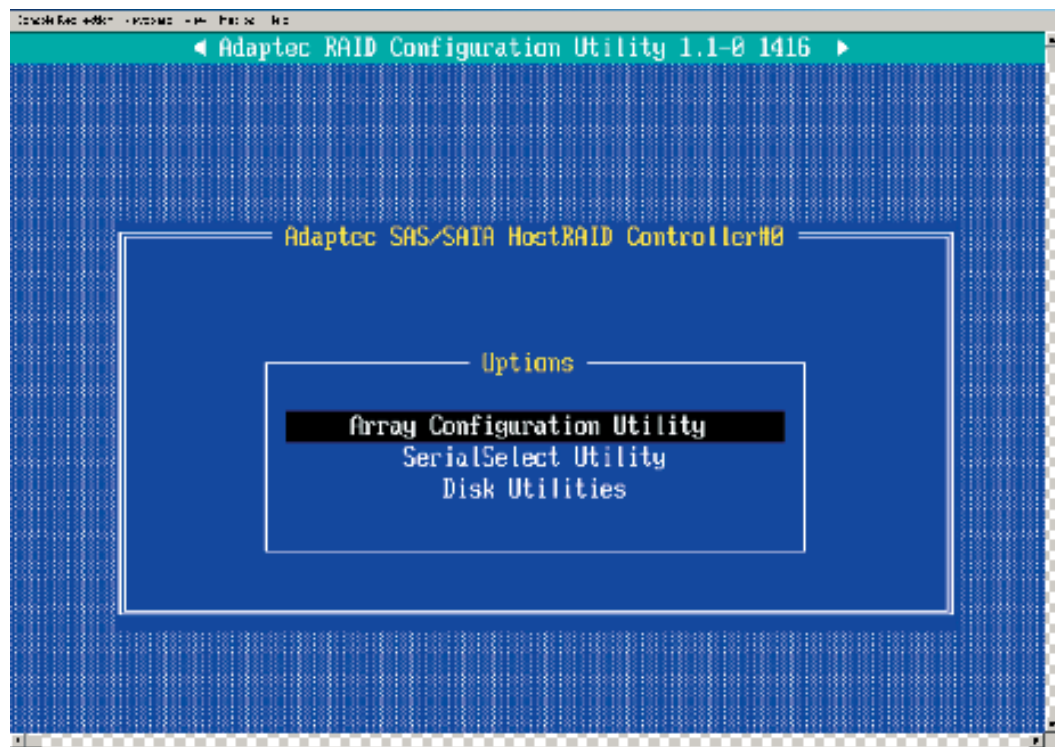 Adaptec RAID Configuration Utility 1.1-0 1416
Adaptec SAS/SATA HostRAID Controller#0
Options
Array Configuration Utility
SerialSelect Utility
Disk Utilities